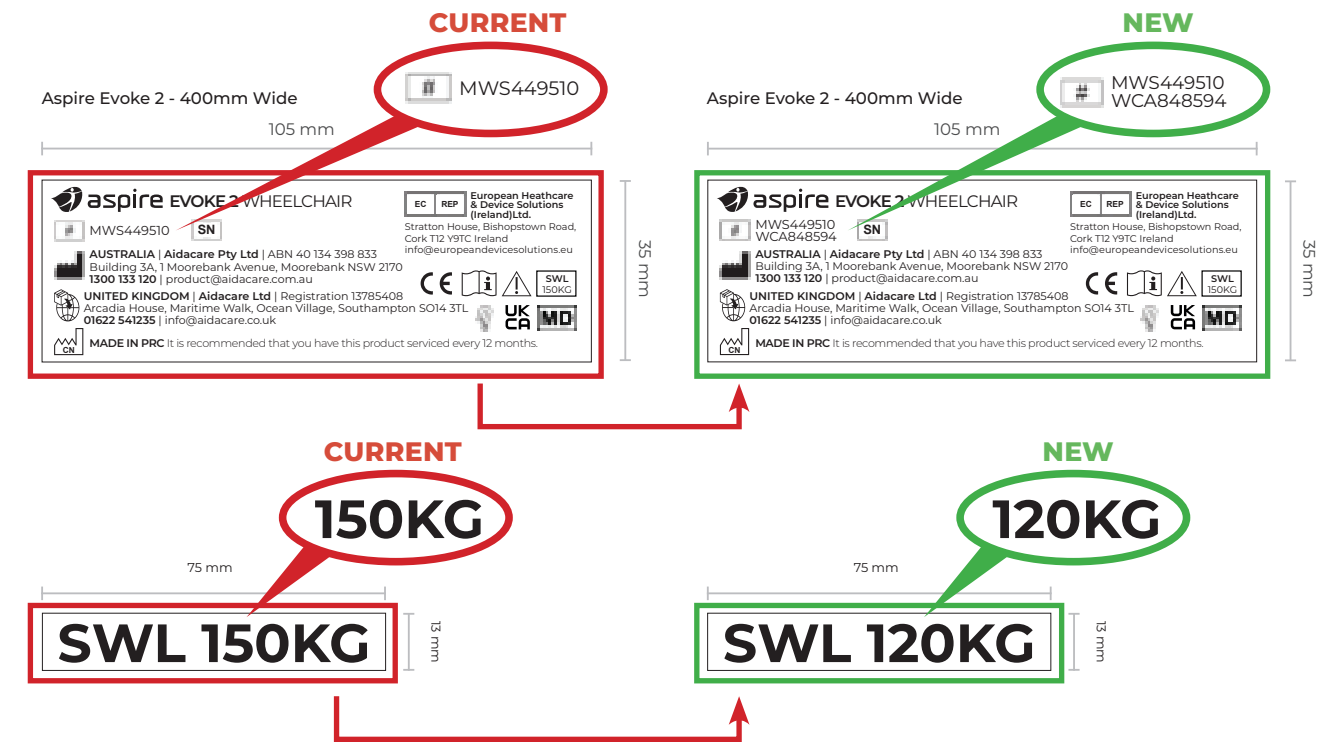 CURRENT
MWS449510
Aspire Evoke 2 - 400mm Wide
105 mm
aspire EVOKE 2 WHEELCHAIR
MWS449510
SN
AUSTRALIA | Aidacare Pty Ltd | ABN 40 134 398 833
Building 3A, 1 Moorebank Avenue, Moorebank NSW 2170
1300 133 120 | product@aidacare.com.au
UNITED KINGDOM | Aidacare Ltd | Registration 13785408
Arcadia House, Maritime Walk, Ocean Village, Southampton SO14 3TL
01622 541235 | info@aidacare.co.uk
CN
MADE IN PRC It is recommended that you have this product serviced every 12 months.
EC REP
European Heathcare
& Device Solutions
(Ireland)Ltd.
Stratton House, Bishopstown Road,
Cork T12 Y9TC Ireland
info@europeandevicesolutions.eu
CE
i
SWL
150KG
UK
CA
MD
35 mm
NEW
MWS449510
WCA848594
Aspire Evoke 2 - 400mm Wide
105 mm
aspire EVOKE 2 WHEELCHAIR
MWS449510
WCA848594
SN
AUSTRALIA | Aidacare Pty Ltd | ABN 40 134 398 833
Building 3A, 1 Moorebank Avenue, Moorebank NSW 2170
1300 133 120 | product@aidacare.com.au
UNITED KINGDOM | Aidacare Ltd | Registration 13785408
Arcadia House, Maritime Walk, Ocean Village, Southampton SO14 3TL
01622 541235 | info@aidacare.co.uk
CN
MADE IN PRC It is recommended that you have this product serviced every 12 months.
EC REP
European Heathcare
& Device Solutions
(Ireland)Ltd.
Stratton House, Bishopstown Road,
Cork T12 Y9TC Ireland
info@europeandevicesolutions.eu
CE
i
SWL
150KG
UK
CA
MD
35 mm
CURRENT
150KG
75 mm
SWL 150KG
13 mm
NEW
120KG
75 mm
SWL 120KG
13 mm